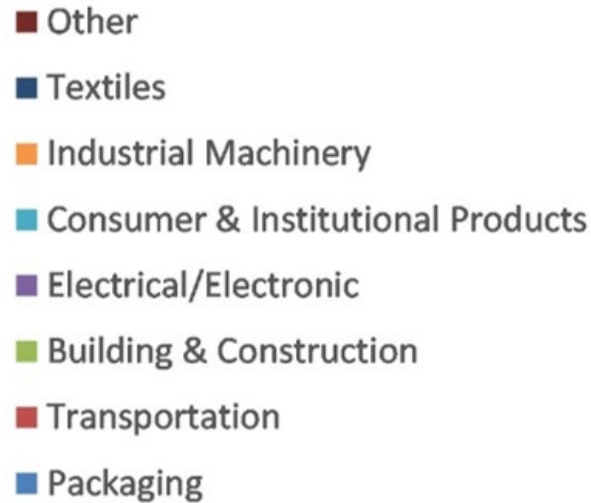 Other
Textiles
Industrial Machinery
Consumer & Institutional Products
Electrical/Electronic
Building & Construction
Transportation
Packaging